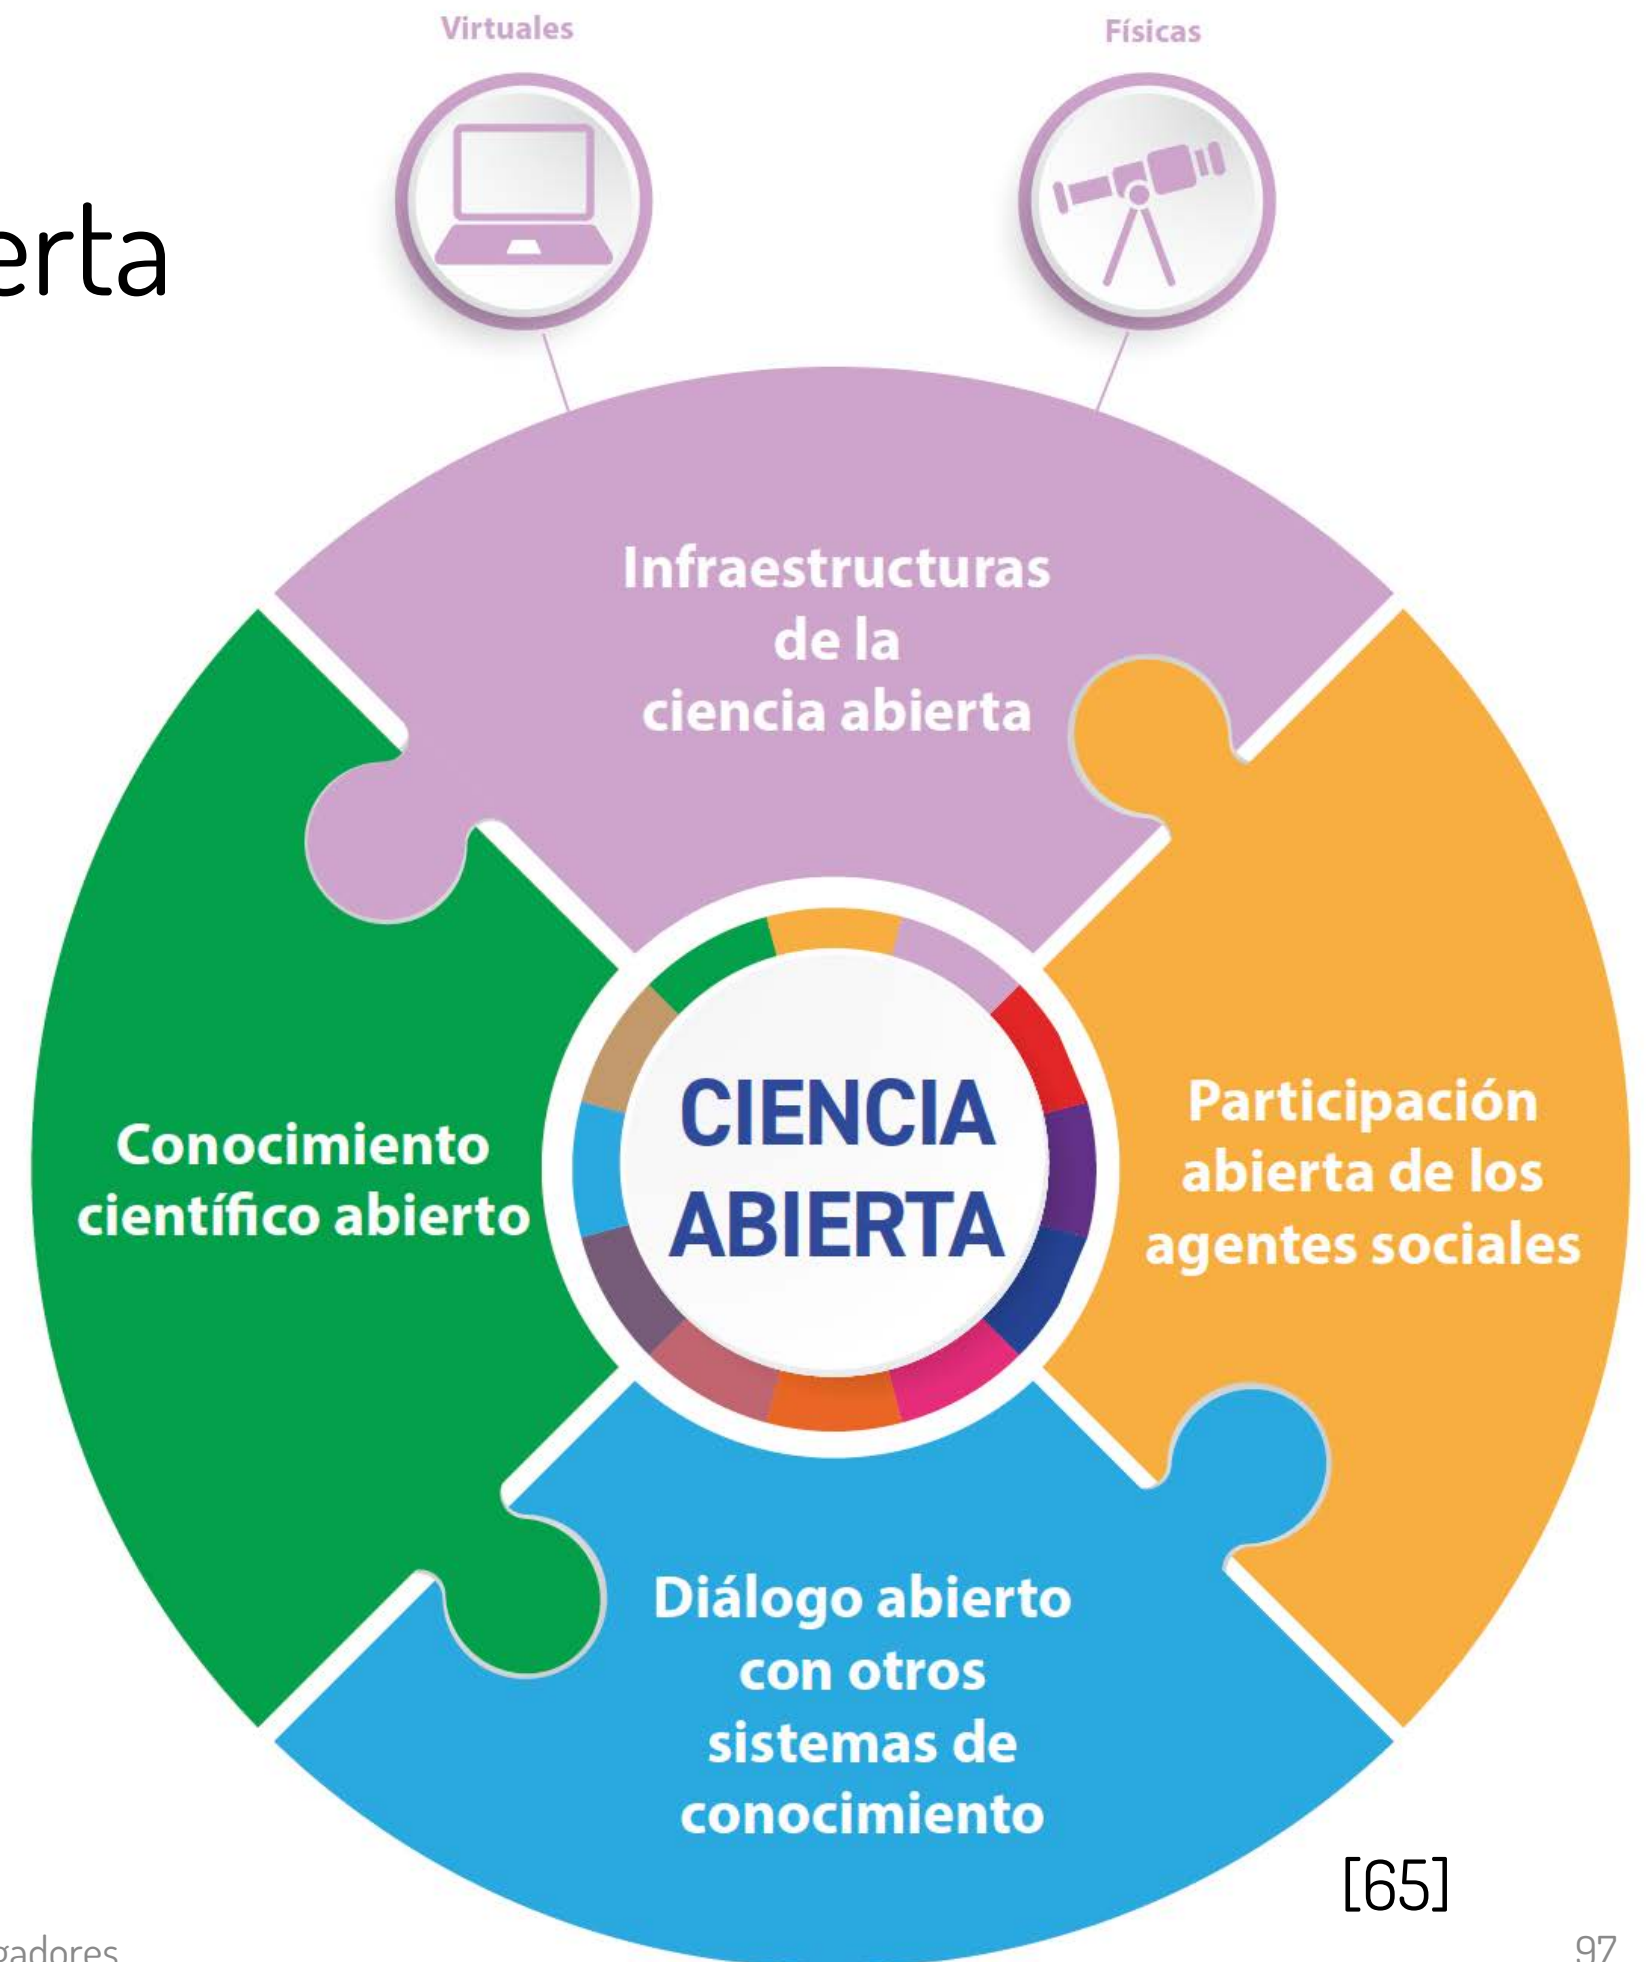 Virtuales
Físicas
erta
Infraestructuras
de la
ciencia abierta
Conocimiento
científico abierto
CIENCIA
ABIERTA
Participación
abierta de los
agentes sociales
Diálogo abierto
con otros
sistemas de
conocimiento
[65]
gadores
97